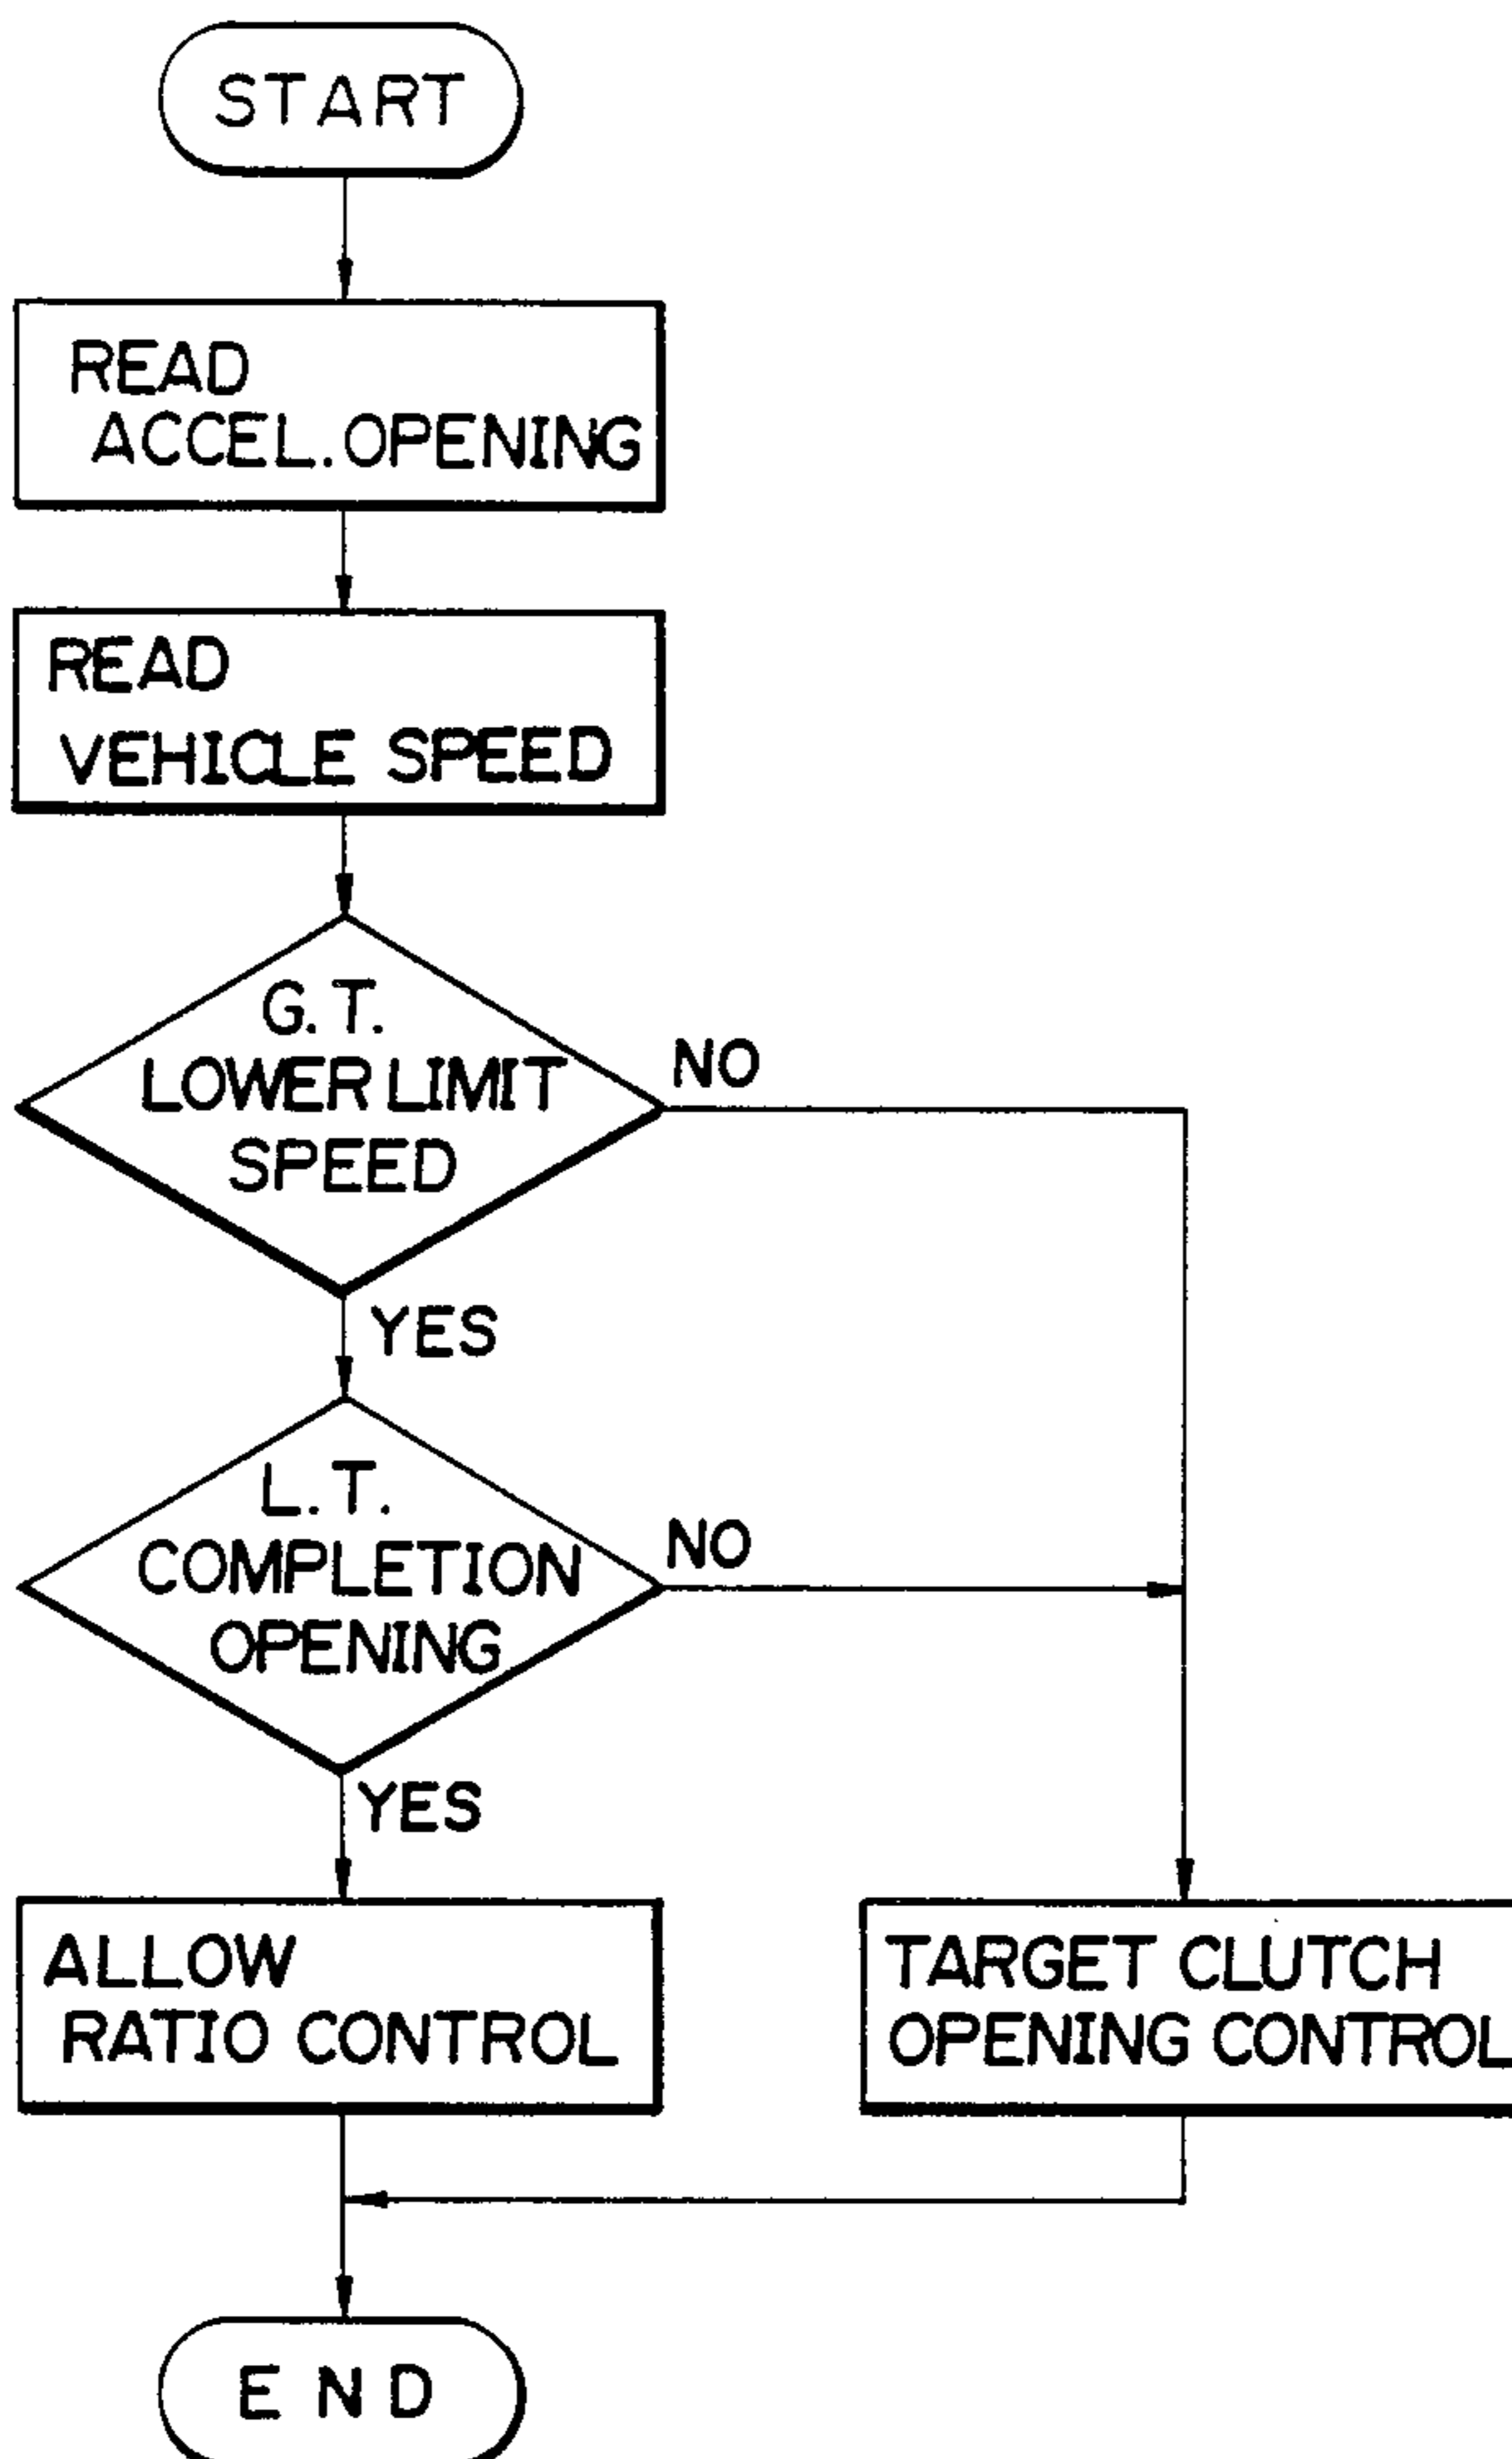 START
READ
ACCEL.OPENING
READ
VEHICLE SPEED
G.T.
LOWER LIMIT
SPEED
NO
YES
L.T.
COMPLETION
OPENING
NO
YES
ALLOW
RATIO CONTROL
TARGET CLUTCH
OPENING CONTROL
END